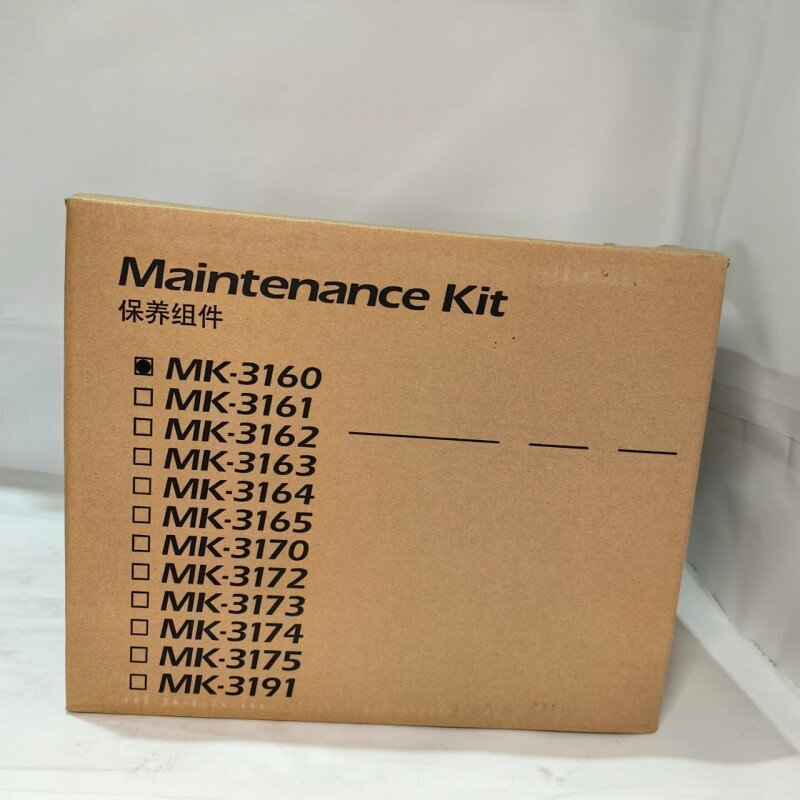 Maintenance Kit
保养组件
MK-3160
MK-3161
MK-3162
MK-3163
MK-3164
MK-3165
MK-3170
MK-3172
MK-3173
MK-3174
MK-3175
MK-3191